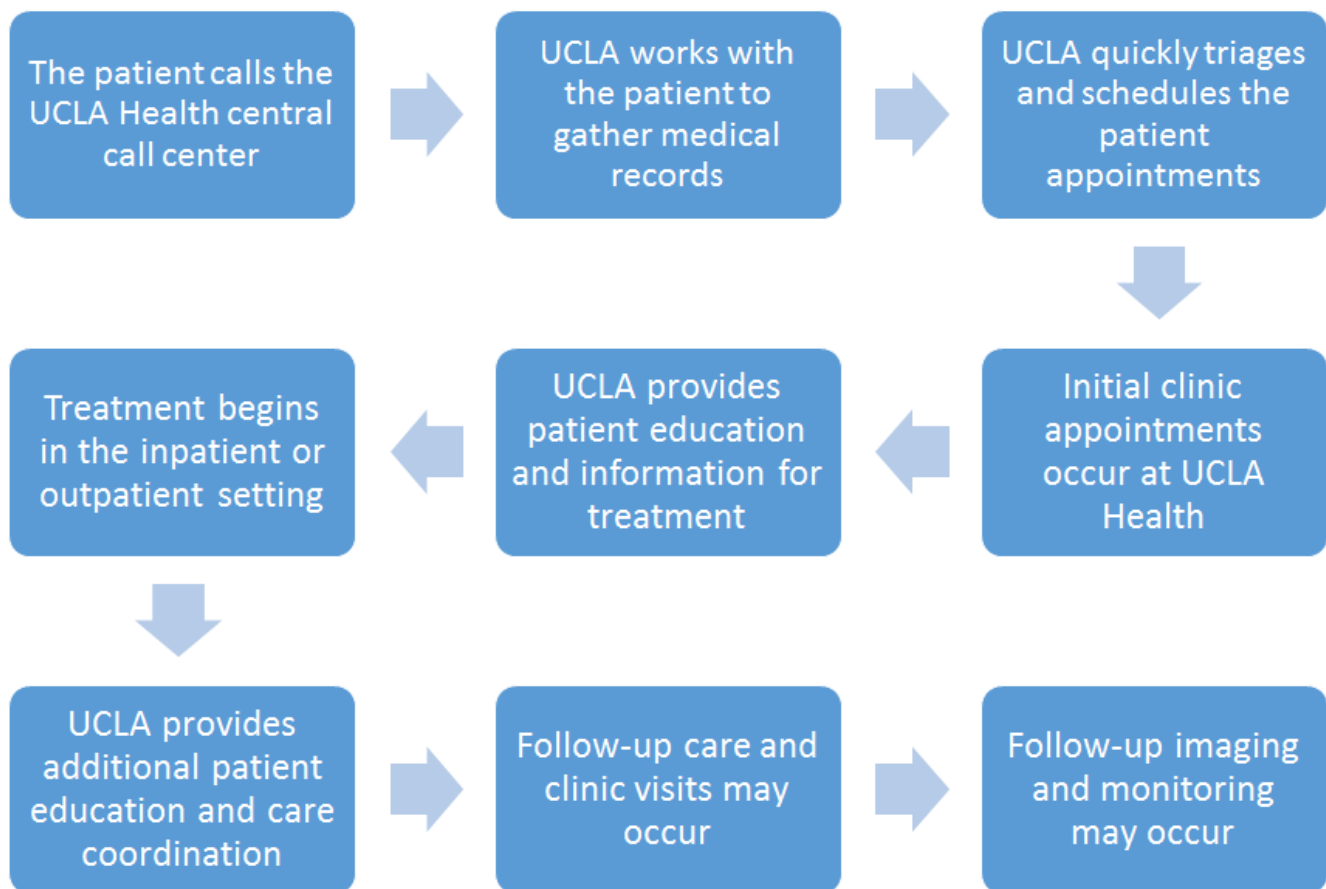 The patient calls the
UCLA Health central
call center
UCLA works with
the patient to
gather medical
records
UCLA quickly triages
and schedules the
patient
appointments
Initial clinic
appointments
occur at UCLA
Health
UCLA provides
patient education
and information for
treatment
Treatment begins
in the inpatient or
outpatient setting
UCLA provides
additional patient
education and care
coordination
Follow-up care and
clinic visits may
occur
Follow-up imaging
and monitoring
may occur